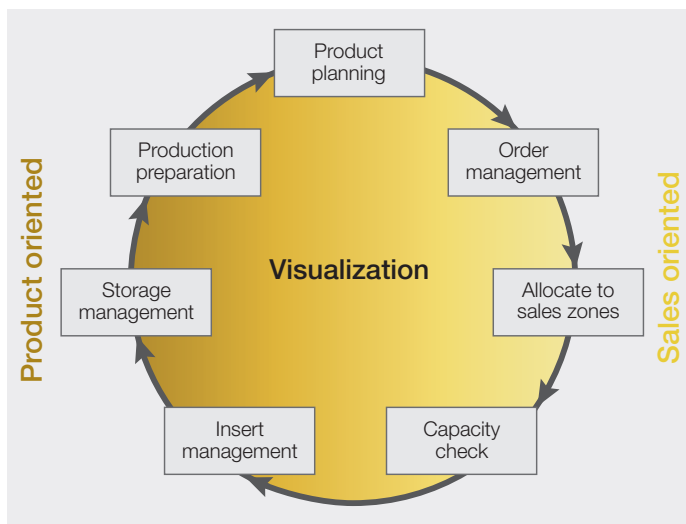 Product
planning
Order
management
Allocate to
sales zones
Capacity
check
Insert
management
Storage
management
Production
preparation
Visualization
Product oriented
Sales oriented